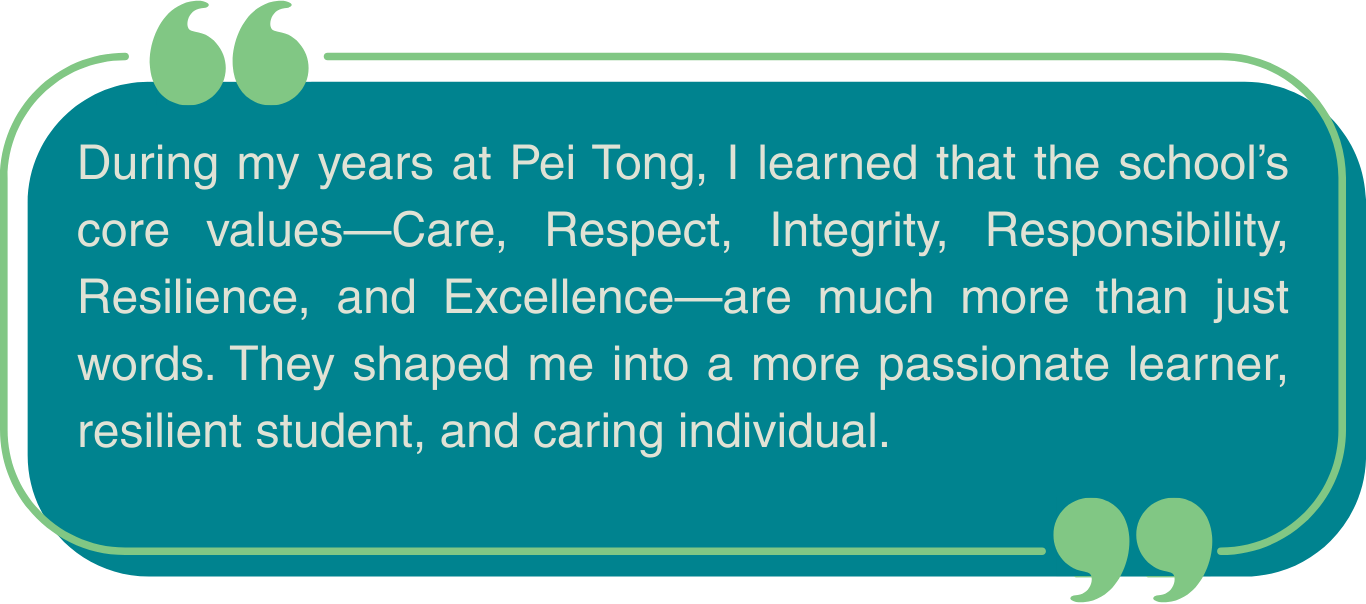 During my years at Pei Tong, I learned that the school’s
core values—Care, Respect, Integrity, Responsibility,
Resilience, and Excellence—are much more than just
words. They shaped me into a more passionate learner,
resilient student, and caring individual.